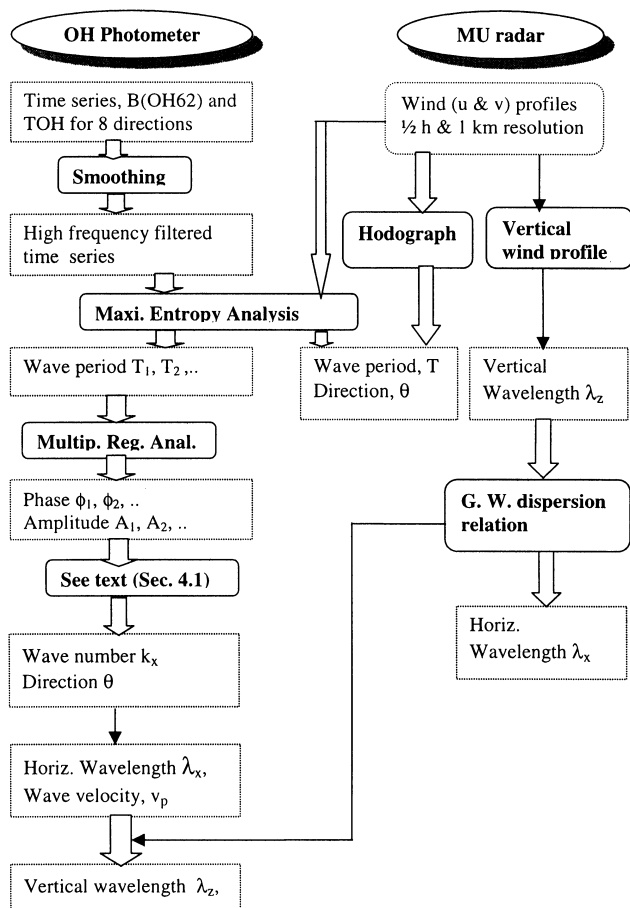 OH Photometer
Time series, B(OH62) and
TOH for 8 directions
Smoothing
High frequency filtered
time series
Maxi. Entropy Analysis
Wave period T₁, T₂ ,..
Multip. Reg. Anal.
Phase ϕ₁, ϕ₂, ..
Amplitude A₁, A₂, ..
See text (Sec. 4.1)
Wave number kₓ
Direction θ
Horiz. Wavelength λₓ,
Wave velocity, vₚ
Vertical wavelength λ_z,
MU radar
Wind (u & v) profiles
½ h & 1 km resolution
Hodograph
Wave period, T
Direction, θ
Vertical
wind profile
Vertical
Wavelength λ_z
G. W. dispersion
relation
Horiz.
Wavelength λₓ